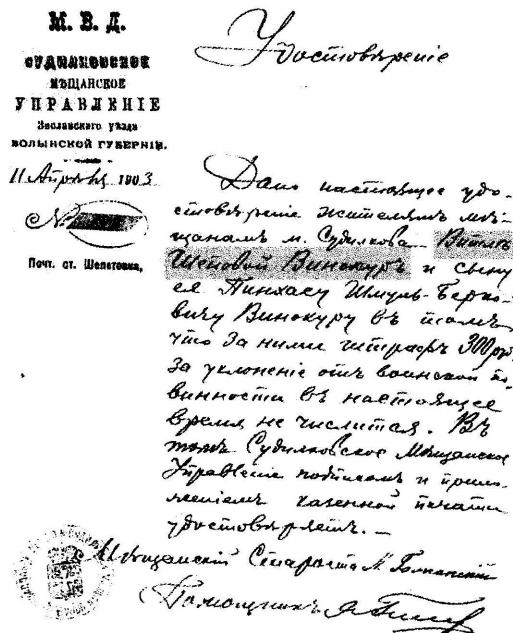 М. В. Д.
СУДИЛКОВСКОЕ
МѢЩАНСКОЕ
УПРАВЛЕНІЕ
Заславскаго уѣзда
ВОЛЫНСКОЙ ГУБЕРНІИ.
11 Апрѣля 1903
№
Почт. ст. Шепетовка,
Удостовѣреніе
Дано настоящее удо-
стовѣреніе жителямъ мѣ-
щанамъ м. Судилкова
Шеповой Винокуръ и сыну
ея Пинхасу Шмуль-Берко-
вичу Винокуру въ томъ
что за ними штрафъ 300 руб.
за уклоненіе отъ воинской по-
винности въ настоящее
время не числится. Въ
томъ Судилковское Мѣщанское
Управленіе подписомъ и прило-
женіемъ казенной печати
удостовѣряетъ. —
Мѣщанскій Староста
Помощникъ